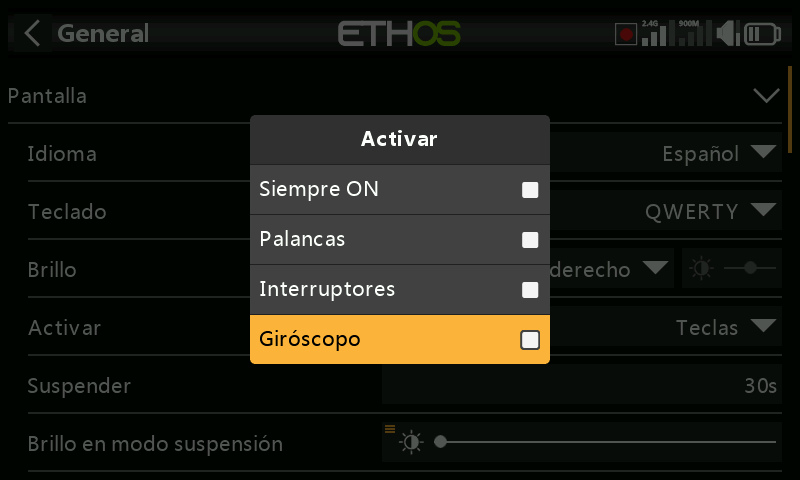 General
ETHOS
2.4G
900M
Pantalla
Activar
Idioma
Español
Siempre ON
Teclado
QWERTY
Palancas
Brillo
derecho
Interruptores
Activar
Teclas
Giróscopo
Suspender
30s
Brillo en modo suspensión